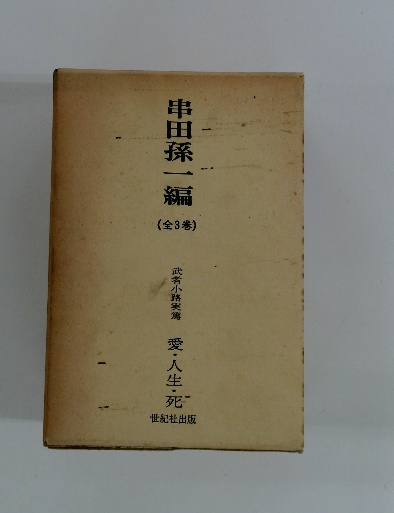 串田孫一編
(全3巻)
武者小路実篤
愛・人生・死
世紀社出版